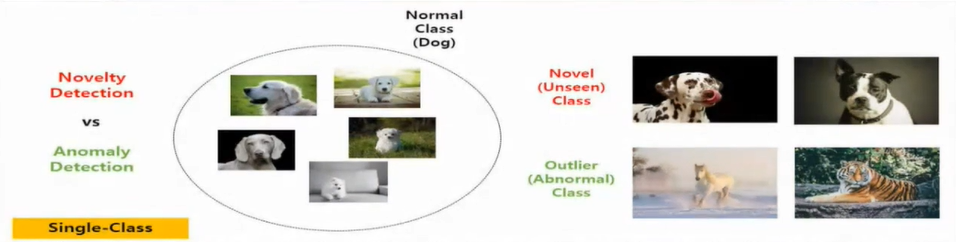 Normal
Class
(Dog)
Novelty
Detection
vs
Anomaly
Detection
Novel
(Unseen)
Class
Outlier
(Abnormal)
Class
Single-Class